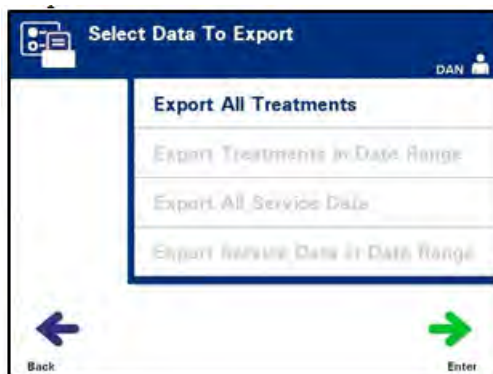 Select Data To Export
DAN
Export All Treatments
Export Treatments in Date Range
Export All Service Data
Export Service Data in Date Range
Back
Enter